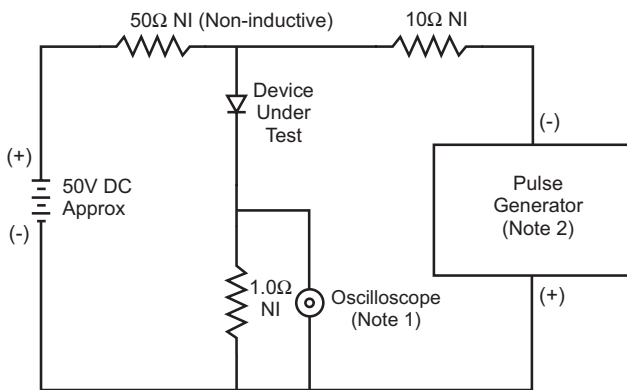 50Ω NI (Non-inductive)
10Ω NI
Device
Under
Test
(-)
(+)
50V DC
Approx
(-)
Pulse
Generator
(Note 2)
1.0Ω
NI
Oscilloscope
(Note 1)
(+)